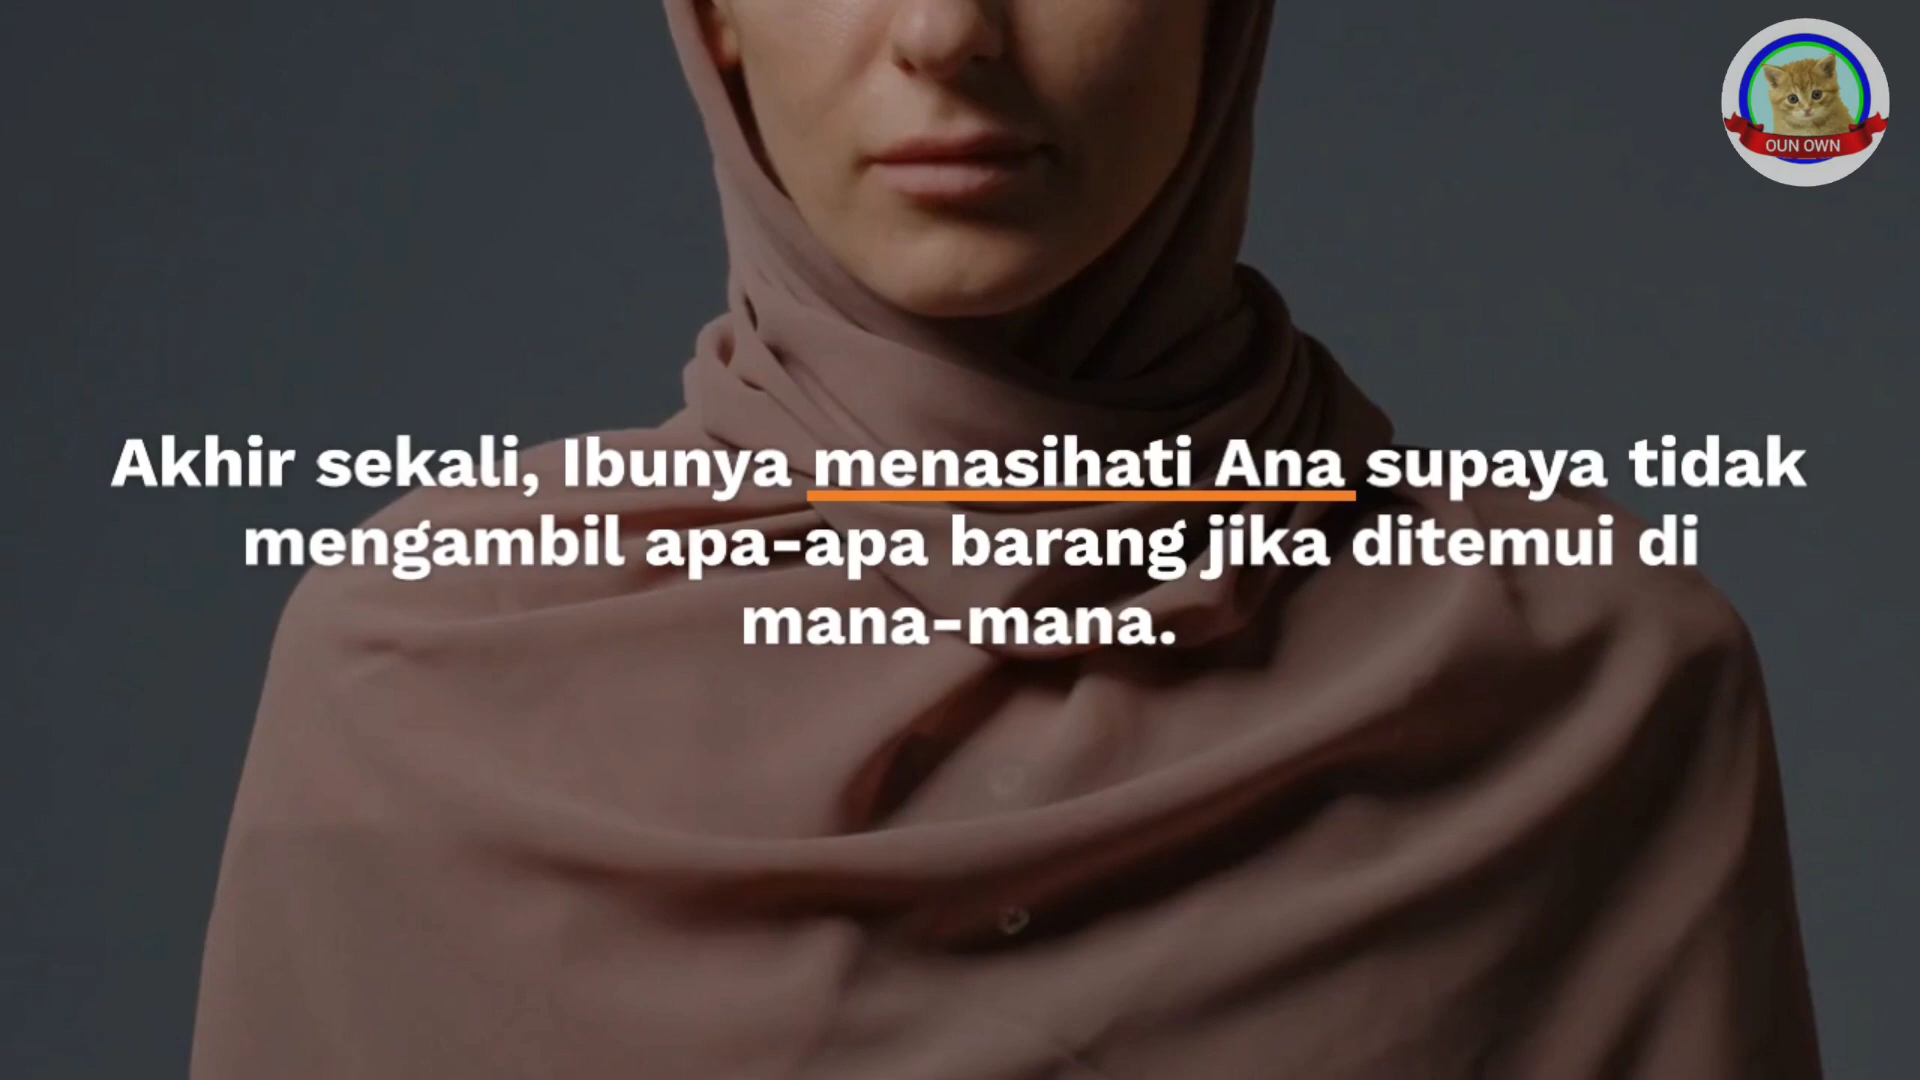 OUN OWN
Akhir sekali, Ibunya menasihati Ana supaya tidak
mengambil apa-apa barang jika ditemui di
mana-mana.